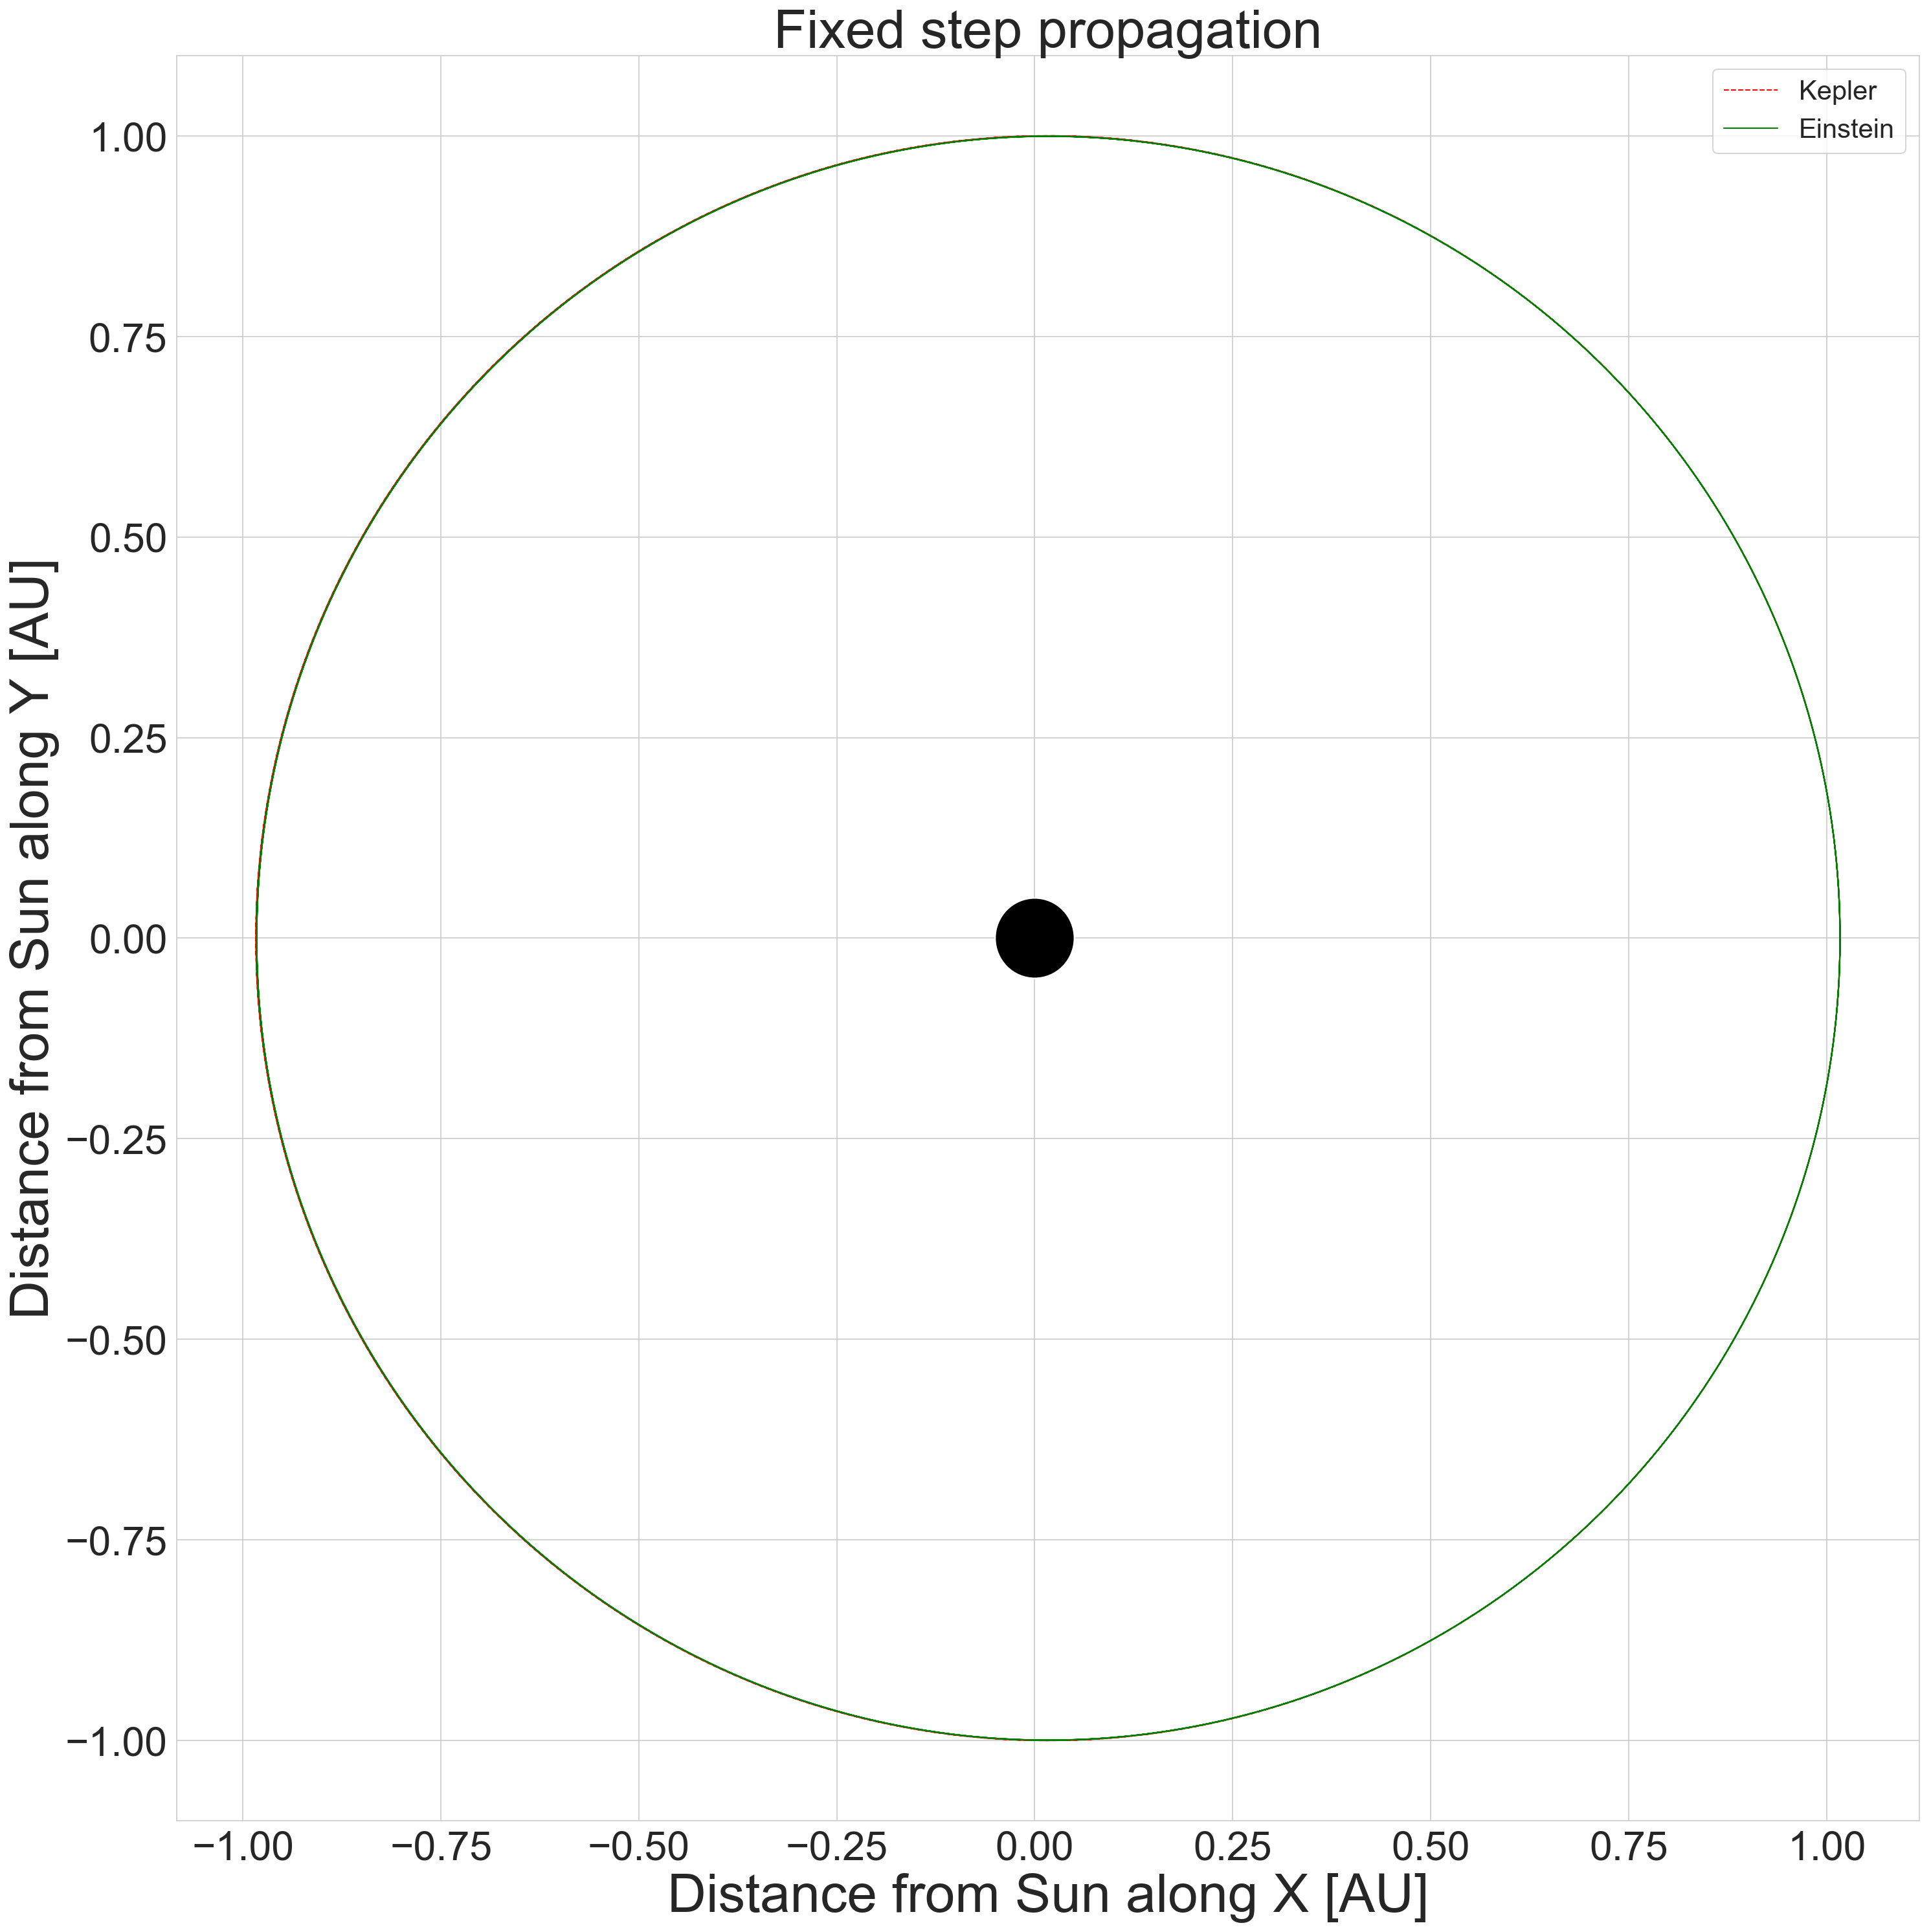 Fixed step propagation
Kepler
Einstein
Distance from Sun along Y [AU]
1.00
0.75
0.50
0.25
0.00
−0.25
−0.50
−0.75
−1.00
−1.00 −0.75 −0.50 −0.25 0.00 0.25 0.50 0.75 1.00
Distance from Sun along X [AU]